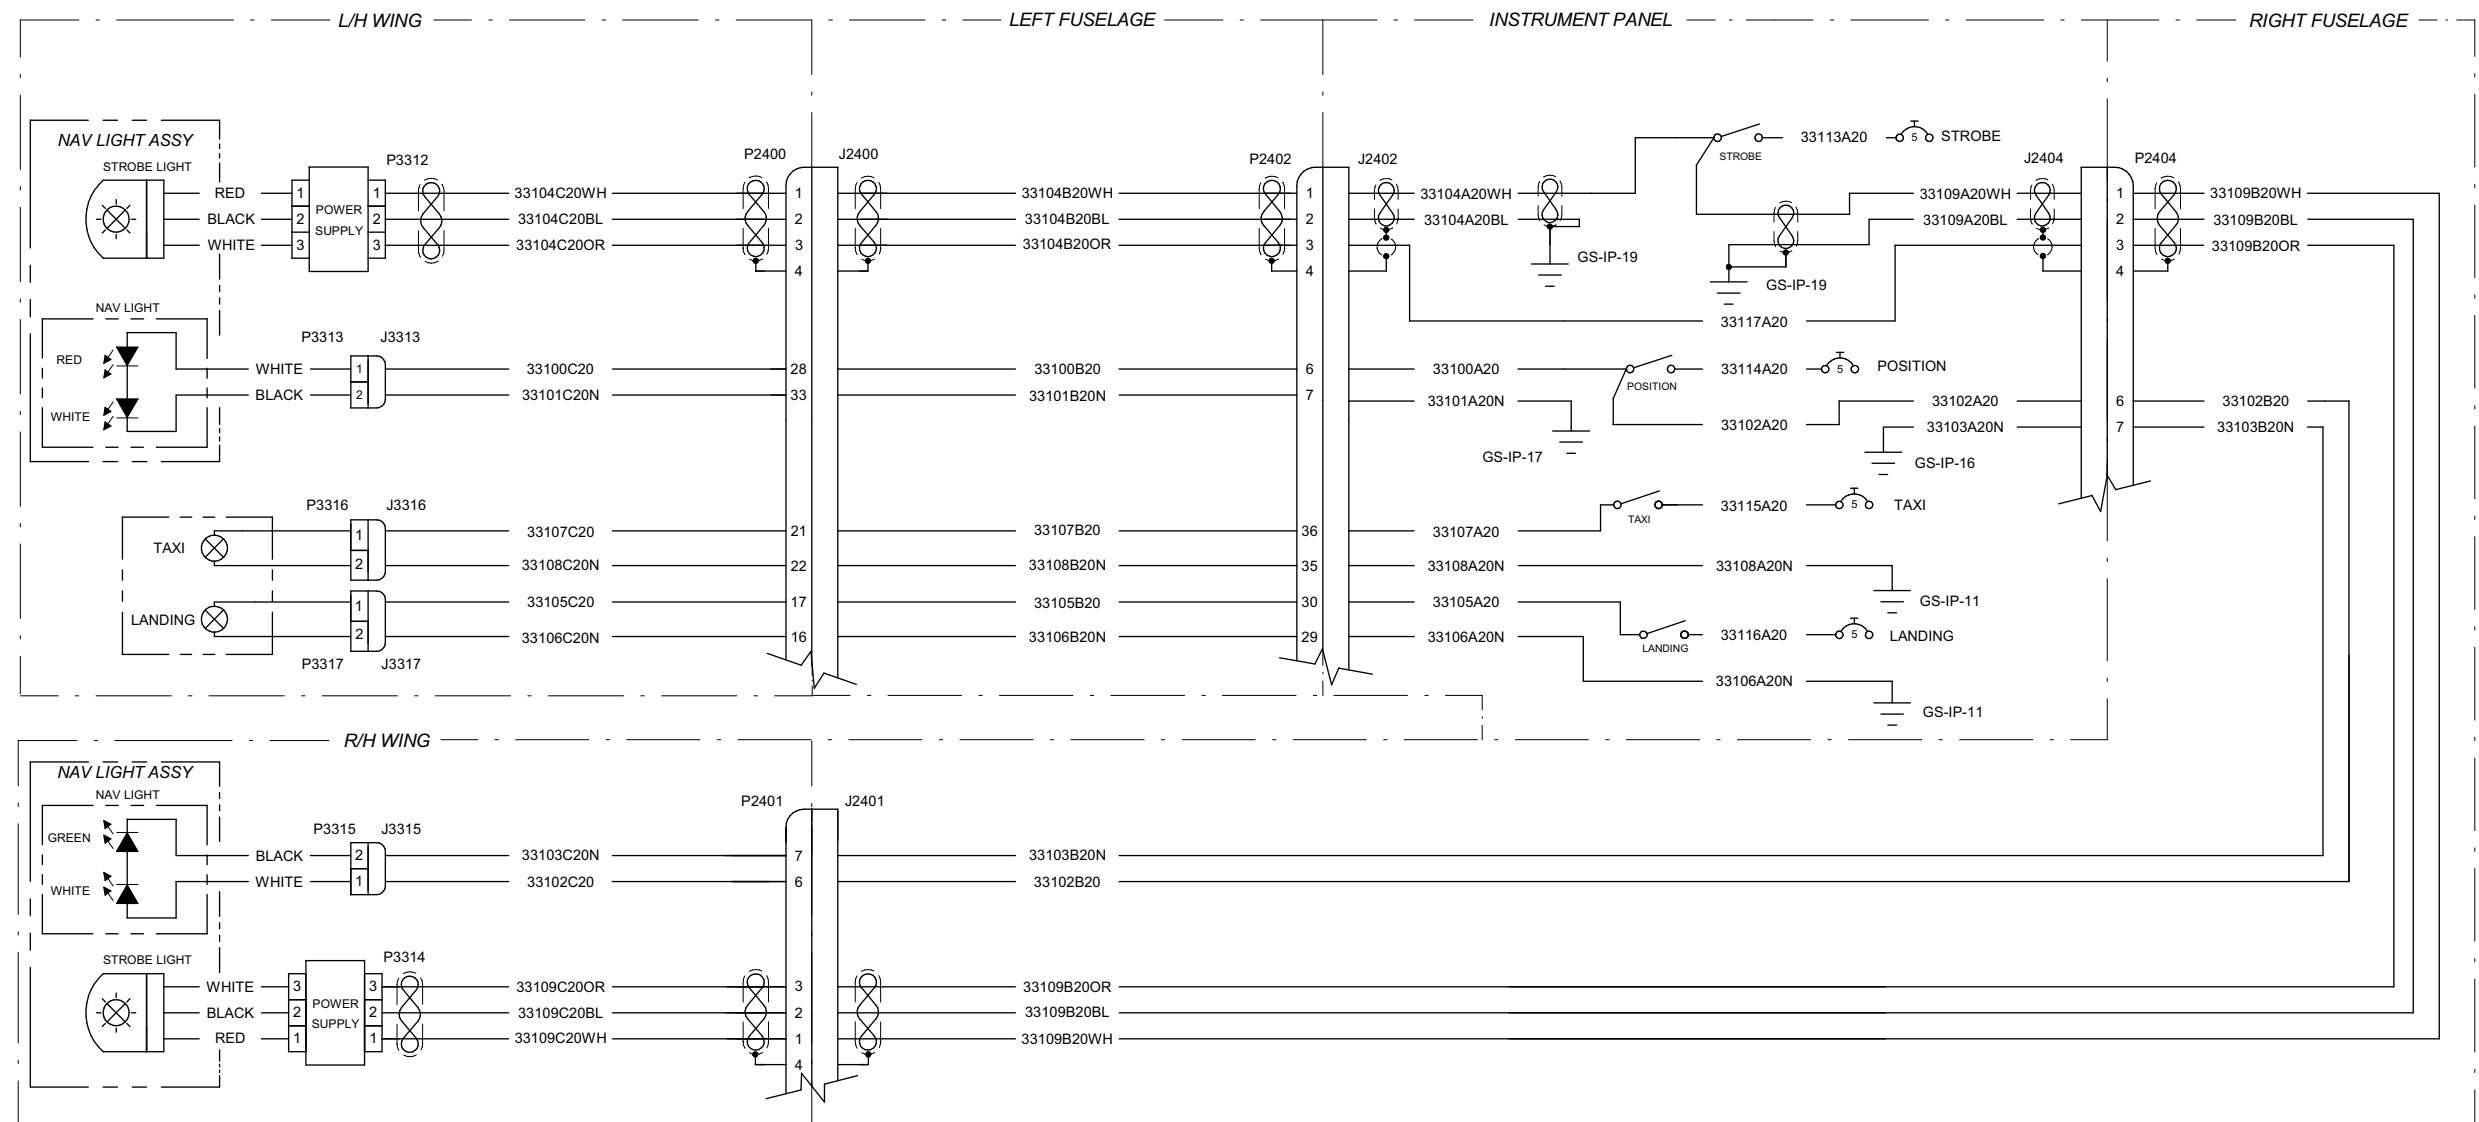 L/H WING LEFT FUSELAGE INSTRUMENT PANEL RIGHT FUSELAGE
NAV LIGHT ASSY
STROBE LIGHT
P3312 P2400 J2400 P2402 J2402 STROBE 33113A20 5 STROBE J2404 P2404
RED 1 1 33104C20WH 1 33104B20WH 1 33104A20WH 33109A20WH 1 33109B20WH
BLACK 2 POWER SUPPLY 2 33104C20BL 2 33104B20BL 2 33104A20BL 33109A20BL 2 33109B20BL
WHITE 3 3 33104C20OR 3 33104B20OR 3 3 33109B20OR
4 4 GS-IP-19 GS-IP-19 4
33117A20
NAV LIGHT
P3313 J3313
RED WHITE 1 33100C20 28 33100B20 6 33100A20 POSITION 33114A20 5 POSITION
WHITE BLACK 2 33101C20N 33 33101B20N 7 33101A20N 33102A20 6 33102B20
33102A20 33103A20N 7 33103B20N
GS-IP-17 GS-IP-16
P3316 J3316 TAXI 33115A20 5 TAXI
TAXI 1 33107C20 21 33107B20 36 33107A20
2 33108C20N 22 33108B20N 35 33108A20N 33108A20N
GS-IP-11
LANDING 1 33105C20 17 33105B20 30 33105A20
2 33106C20N 16 33106B20N 29 33106A20N LANDING 33116A20 5 LANDING
P3317 J3317
33106A20N
GS-IP-11
R/H WING
NAV LIGHT ASSY
NAV LIGHT
P2401 J2401
GREEN P3315 J3315
BLACK 2 33103C20N 7 33103B20N
WHITE WHITE 1 33102C20 6 33102B20
STROBE LIGHT
P3314
WHITE 3 3 33109C20OR 3 33109B20OR
BLACK 2 POWER SUPPLY 2 33109C20BL 2 33109B20BL
RED 1 1 33109C20WH 1 33109B20WH
4